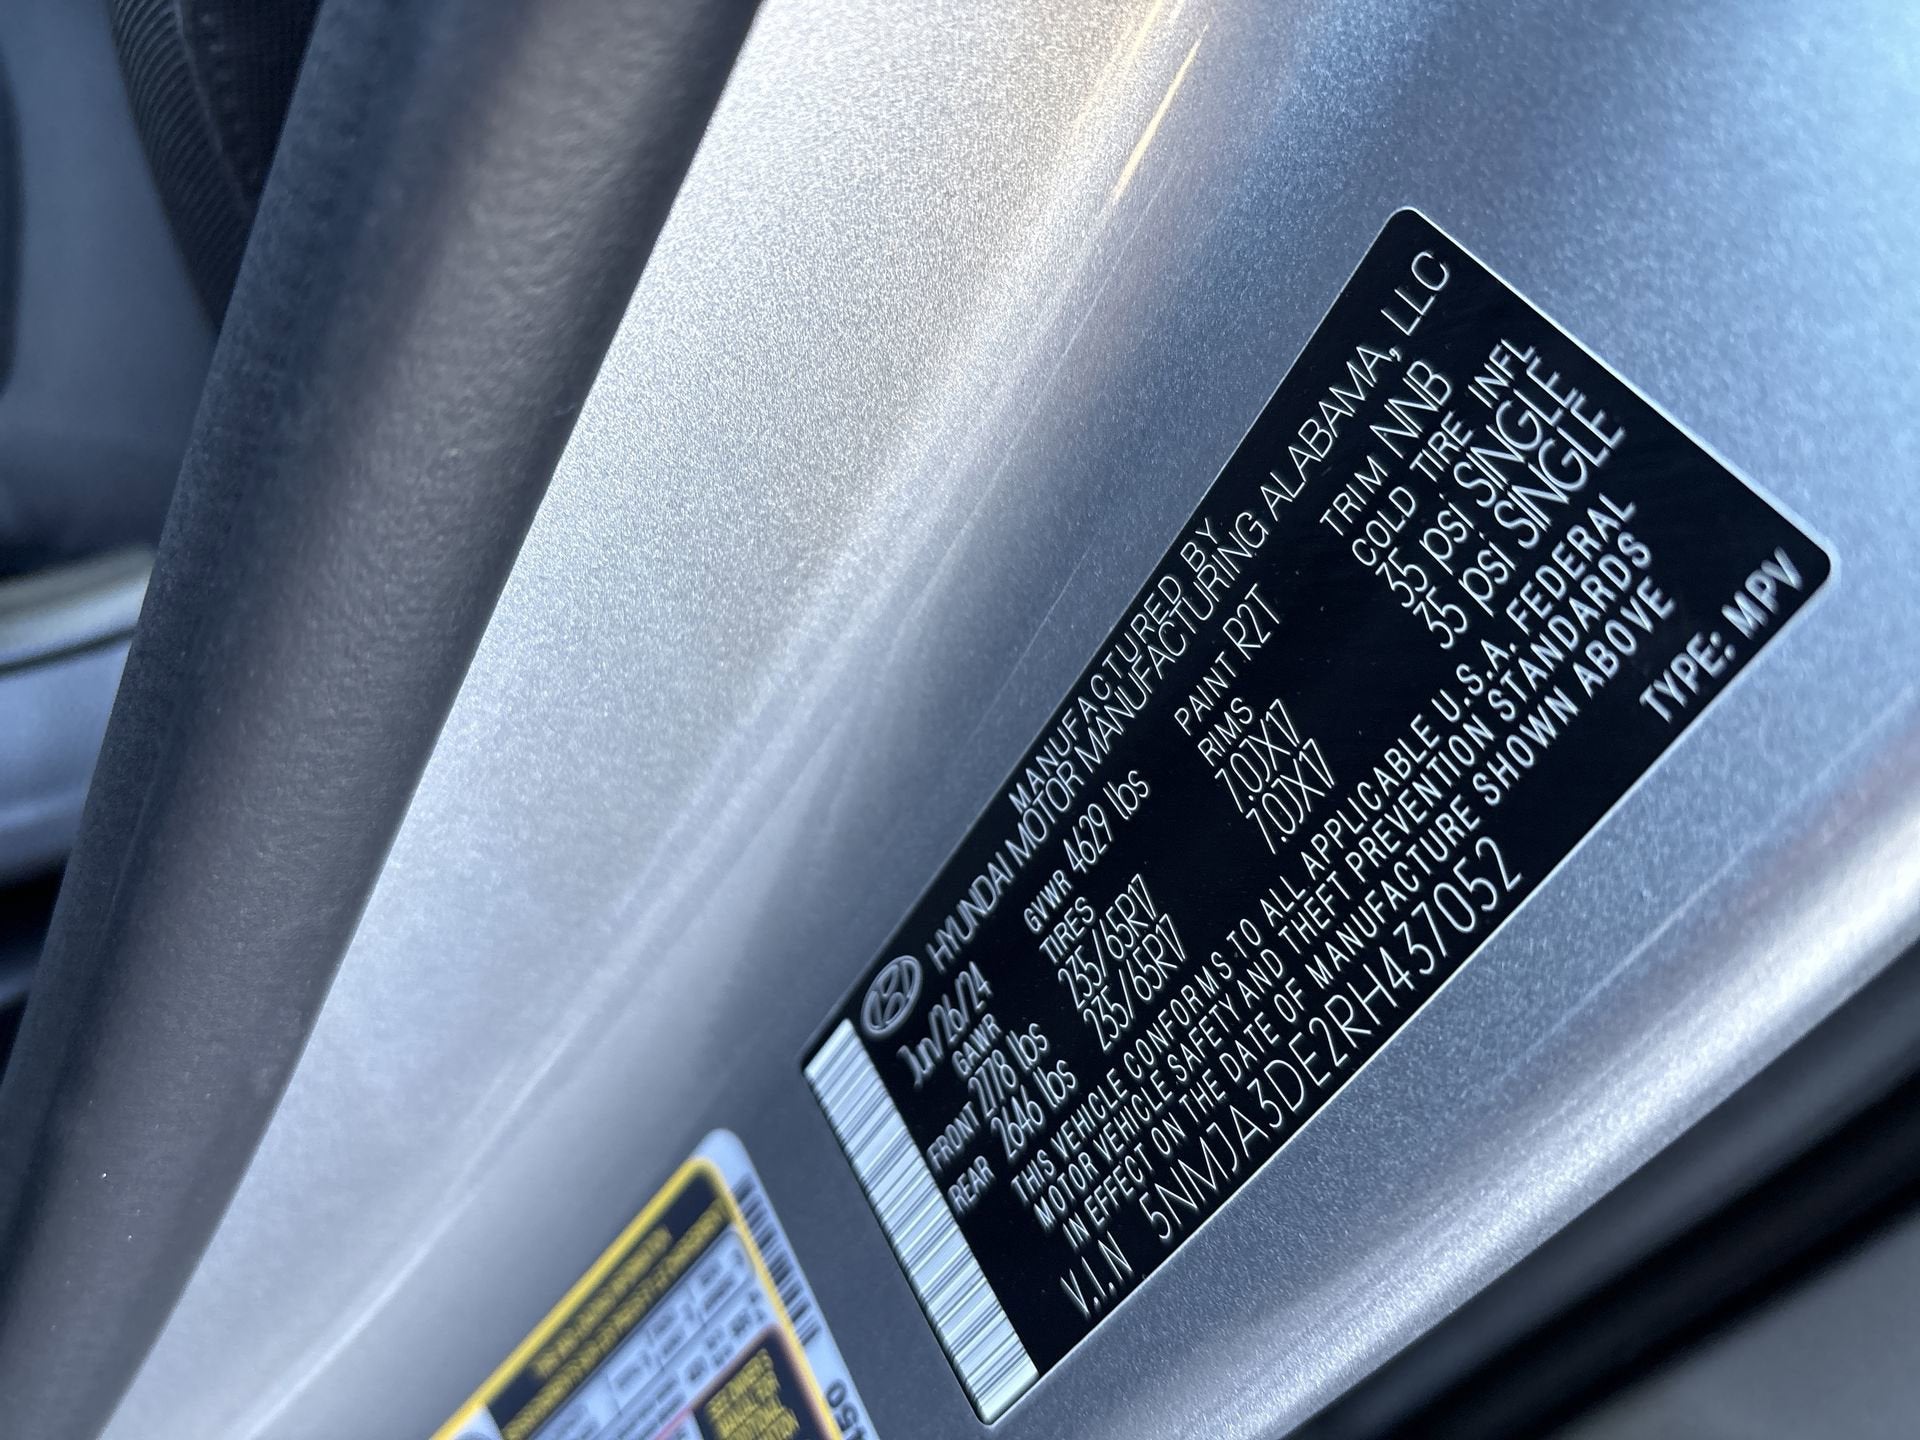 MANUFACTURED BY
HYUNDAI MOTOR MANUFACTURING ALABAMA, LLC
Jun/26/24 GVWR 4629 lbs PAINT R2T TRIM NNB
GAWR TIRES RIMS COLD TIRE INFL
FRONT 2778 lbs 235/65R17 7.0JX17 35 psi SINGLE
REAR 2646 lbs 235/65R17 7.0JX17 35 psi SINGLE
THIS VEHICLE CONFORMS TO ALL APPLICABLE U.S.A. FEDERAL
MOTOR VEHICLE SAFETY AND THEFT PREVENTION STANDARDS
IN EFFECT ON THE DATE OF MANUFACTURE SHOWN ABOVE
V.I.N 5NMJA3DE2RH437052 TYPE: MPV